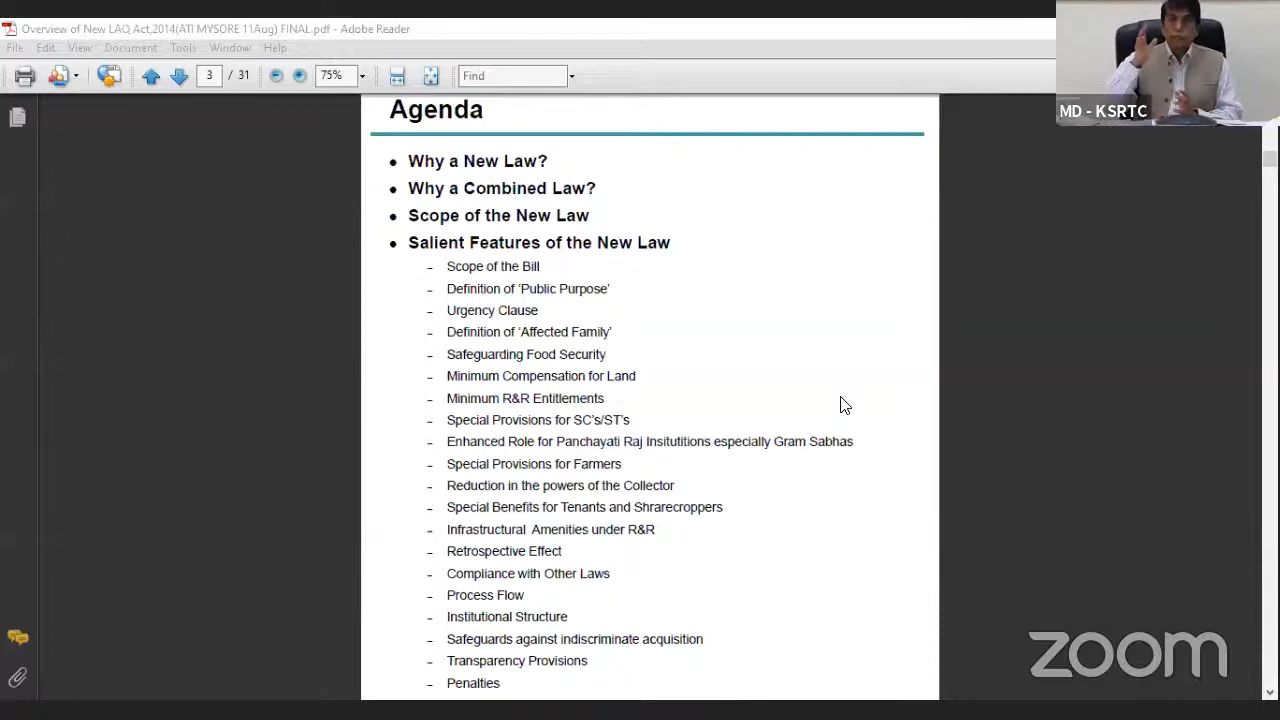 Overview of New LAQ Act,2014(ATI MYSORE 11Aug) FINAL.pdf - Adobe Reader
File Edit View Document Tools Window Help
3 / 31 75% Find
MD - KSRTC
Agenda
• Why a New Law?
• Why a Combined Law?
• Scope of the New Law
• Salient Features of the New Law
- Scope of the Bill
- Definition of ‘Public Purpose’
- Urgency Clause
- Definition of ‘Affected Family’
- Safeguarding Food Security
- Minimum Compensation for Land
- Minimum R&R Entitlements
- Special Provisions for SC’s/ST’s
- Enhanced Role for Panchayati Raj Insitutitions especially Gram Sabhas
- Special Provisions for Farmers
- Reduction in the powers of the Collector
- Special Benefits for Tenants and Shrarecroppers
- Infrastructural Amenities under R&R
- Retrospective Effect
- Compliance with Other Laws
- Process Flow
- Institutional Structure
- Safeguards against indiscriminate acquisition
- Transparency Provisions
- Penalties
zoom